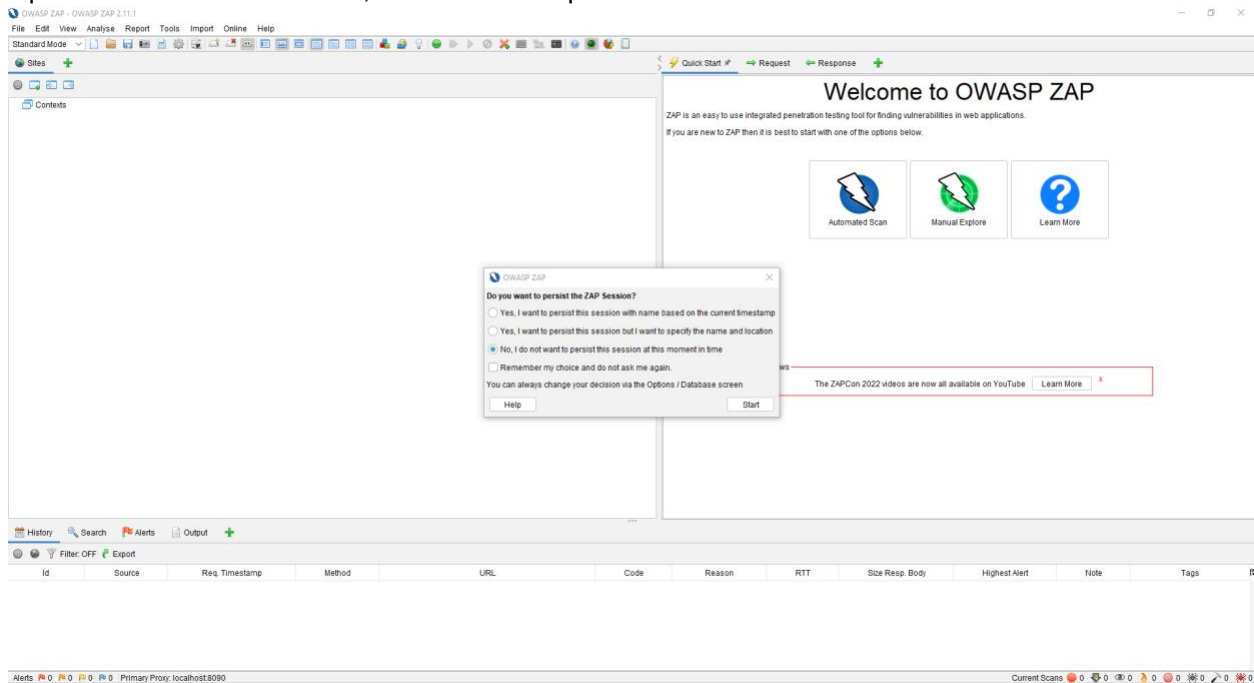 OWASP ZAP - OWASP ZAP 2.11.1
File Edit View Analyse Report Tools Import Online Help
Standard Mode
Sites
Quick Start Request Response
Contexts
Welcome to OWASP ZAP
ZAP is an easy to use integrated penetration testing tool for finding vulnerabilities in web applications.
If you are new to ZAP then it is best to start with one of the options below.
Automated Scan Manual Explore Learn More
OWASP ZAP
Do you want to persist the ZAP Session?
Yes, I want to persist this session with name based on the current timestamp
Yes, I want to persist this session but I want to specify the name and location
No, I do not want to persist this session at this moment in time
Remember my choice and do not ask me again.
You can always change your decision via the Options / Database screen
Help Start
ws
The ZAPCon 2022 videos are now all available on YouTube Learn More X
History Search Alerts Output
Filter: OFF Export
Id Source Req. Timestamp Method URL Code Reason RTT Size Resp. Body Highest Alert Note Tags
Alerts 0 0 0 0 Primary Proxy: localhost:8090 Current Scans 0 0 0 0 0 0 0 0